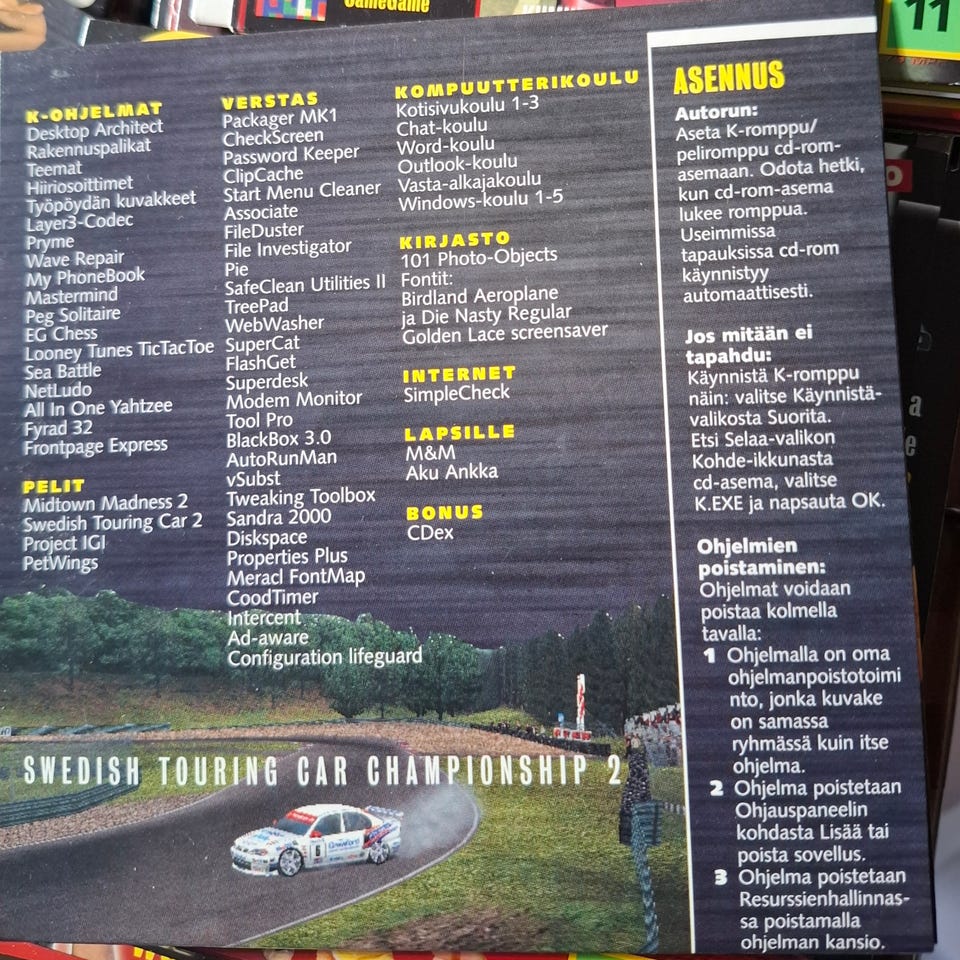 GameGame
11
K-OHJELMAT
Desktop Architect
Rakennuspalikat
Teemat
Hiiriosoittimet
Työpöydän kuvakkeet
Layer3-Codec
Pryme
Wave Repair
My PhoneBook
Mastermind
Peg Solitaire
EG Chess
Looney Tunes TicTacToe
Sea Battle
NetLudo
All In One Yahtzee
Fyrad 32
Frontpage Express
PELIT
Midtown Madness 2
Swedish Touring Car 2
Project IGI
PetWings
VERSTAS
Packager MK1
CheckScreen
Password Keeper
ClipCache
Start Menu Cleaner
Associate
FileDuster
File Investigator
Pie
SafeClean Utilities II
TreePad
WebWasher
SuperCat
FlashGet
Superdesk
Modem Monitor
Tool Pro
BlackBox 3.0
AutoRunMan
vSubst
Tweaking Toolbox
Sandra 2000
Diskspace
Properties Plus
Meracl FontMap
CoodTimer
Intercent
Ad-aware
Configuration lifeguard
KOMPUUTTERIKOULU
Kotisivukoulu 1-3
Chat-koulu
Word-koulu
Outlook-koulu
Vasta-alkajakoulu
Windows-koulu 1-5
KIRJASTO
101 Photo-Objects
Fontit:
Birdland Aeroplane
ja Die Nasty Regular
Golden Lace screensaver
INTERNET
SimpleCheck
LAPSILLE
M&M
Aku Ankka
BONUS
CDex
SWEDISH TOURING CAR CHAMPIONSHIP 2
6
ASENNUS
Autorun:
Aseta K-romppu/
peliromppu cd-rom-
asemaan. Odota hetki,
kun cd-rom-asema
lukee romppua.
Useimmissa
tapauksissa cd-rom
käynnistyy
automaattisesti.
Jos mitään ei
tapahdu:
Käynnistä K-romppu
näin: valitse Käynnistä-
valikosta Suorita.
Etsi Selaa-valikon
Kohde-ikkunasta
cd-asema, valitse
K.EXE ja napsauta OK.
Ohjelmien
poistaminen:
Ohjelmat voidaan
poistaa kolmella
tavalla:
1 Ohjelmalla on oma
ohjelmanpoistotoimi
nto, jonka kuvake
on samassa
ryhmässä kuin itse
ohjelma.
2 Ohjelma poistetaan
Ohjauspaneelin
kohdasta Lisää tai
poista sovellus.
3 Ohjelma poistetaan
Resurssienhallinnas-
sa poistamalla
ohjelman kansio.